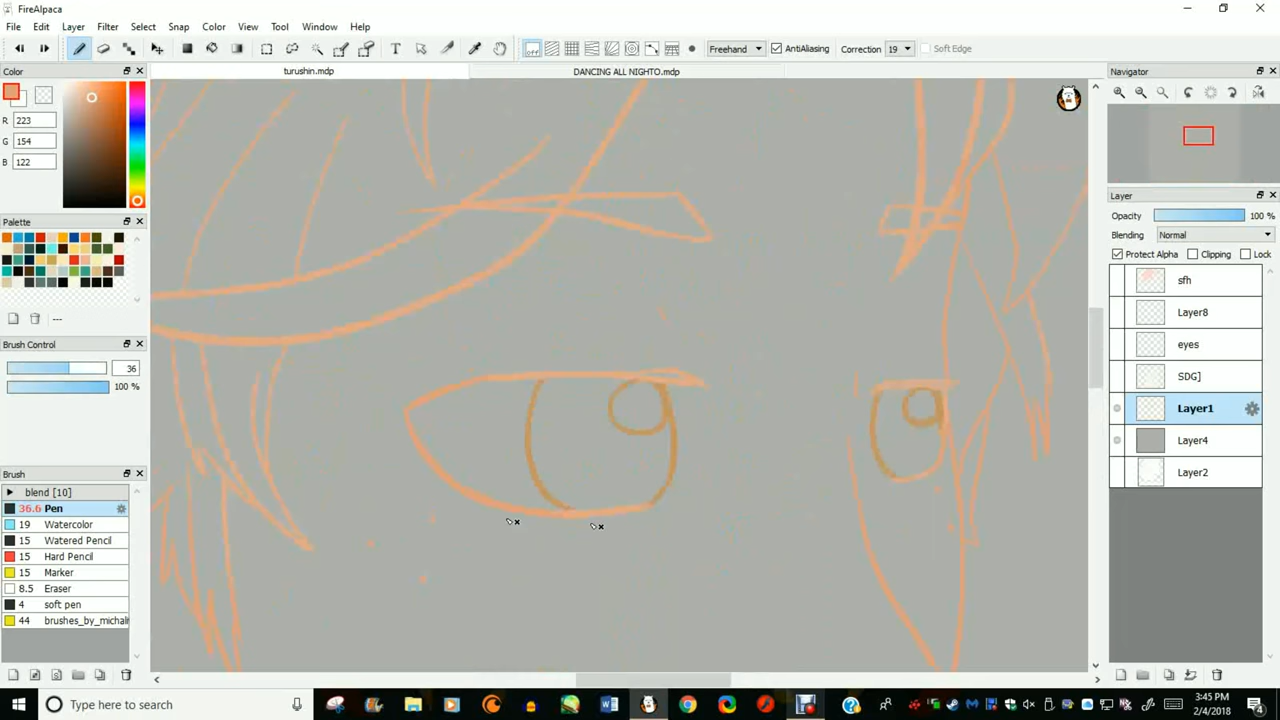 FireAlpaca
File Edit Layer Filter Select Snap Color View Tool Window Help
T off Freehand AntiAliasing Correction 19 Soft Edge
Color turushin.mdp DANCING ALL NIGHTO.mdp Navigator
R 223
G 154
B 122
Layer
Opacity 100 %
Palette
Blending Normal
Protect Alpha Clipping Lock
sfh
Layer8
---
Brush Control eyes
36
SDG]
100 %
Layer1
Layer4
Brush Layer2
blend [10]
36.6 Pen
19 Watercolor
15 Watered Pencil
15 Hard Pencil
15 Marker
8.5 Eraser
4 soft pen
44 brushes_by_michali
Type here to search
3:45 PM
2/4/2018